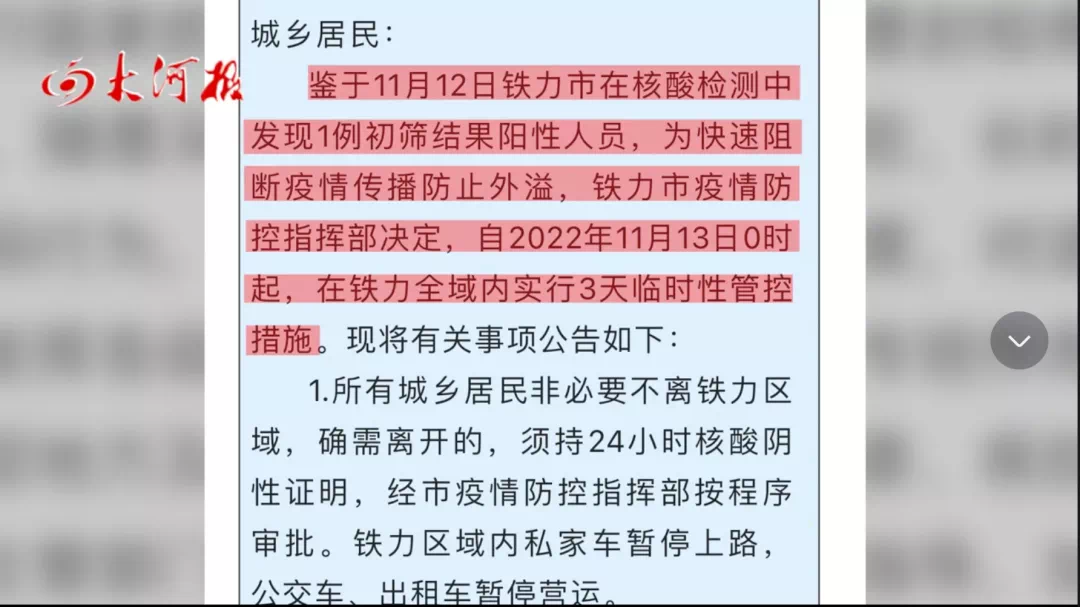 大河报
城乡居民：
鉴于11月12日铁力市在核酸检测中
发现1例初筛结果阳性人员，为快速阻
断疫情传播防止外溢，铁力市疫情防
控指挥部决定，自2022年11月13日0时
起，在铁力全域内实行3天临时性管控
措施。现将有关事项公告如下：
1.所有城乡居民非必要不离铁力区
域，确需离开的，须持24小时核酸阴
性证明，经市疫情防控指挥部按程序
审批。铁力区域内私家车暂停上路，
公交车、出租车暂停营运。